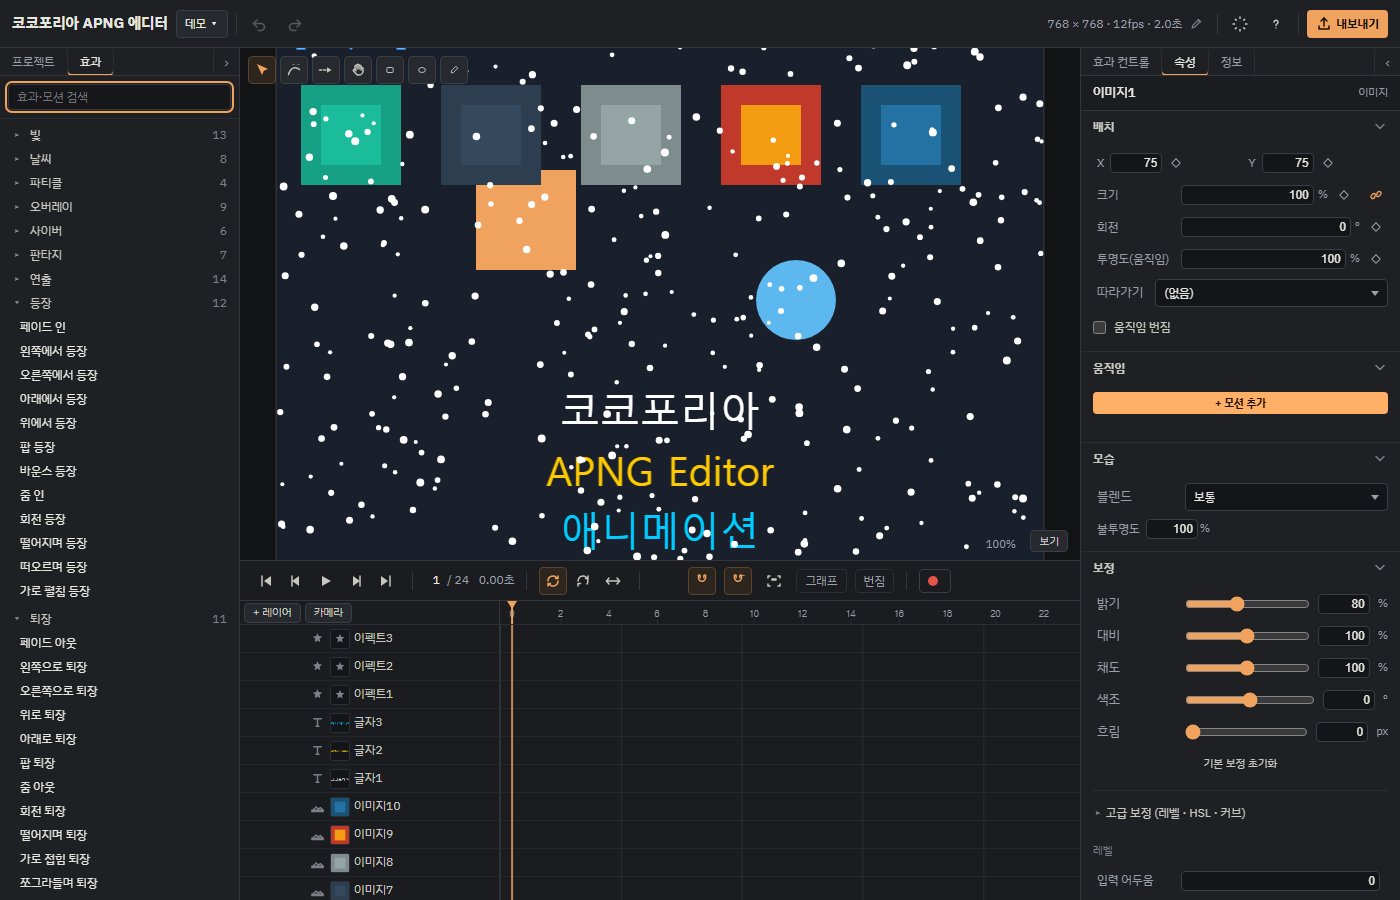 코코포리아 APNG 에디터
데모
768 × 768 · 12fps · 2.0초
?
내보내기
프로젝트
효과
효과·모션 검색
빛 13
날씨 8
파티클 4
오버레이 9
사이버 6
판타지 7
연출 14
등장 12
페이드 인
왼쪽에서 등장
오른쪽에서 등장
아래에서 등장
위에서 등장
팝 등장
바운스 등장
줌 인
회전 등장
떨어지며 등장
떠오르며 등장
가로 펼침 등장
퇴장 11
페이드 아웃
왼쪽으로 퇴장
오른쪽으로 퇴장
위로 퇴장
아래로 퇴장
팝 퇴장
줌 아웃
회전 퇴장
떨어지며 퇴장
가로 접힘 퇴장
쪼그라들며 퇴장
코코포리아
APNG Editor
애니메이션
100%
보기
1 / 24 0.00초
그래프
번짐
+ 레이어
카메라
0 2 4 6 8 10 12 14 16 18 20 22
이펙트3
이펙트2
이펙트1
T 글자3
T 글자2
T 글자1
이미지10
이미지9
이미지8
이미지7
효과 컨트롤
속성
정보
이미지1
이미지
배치
X 75
Y 75
크기 100 %
회전 0 °
투명도(움직임) 100 %
따라가기 (없음)
움직임 번짐
움직임
+ 모션 추가
모습
블렌드 보통
불투명도 100 %
보정
밝기 80 %
대비 100 %
채도 100 %
색조 0 °
흐림 0 px
기본 보정 초기화
고급 보정 (레벨 · HSL · 커브)
레벨
입력 어두움 0